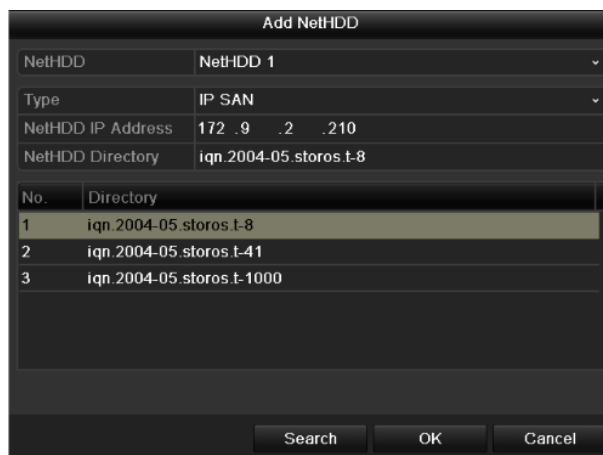 Add NetHDD
NetHDD NetHDD 1
Type IP SAN
NetHDD IP Address 172 .9 .2 .210
NetHDD Directory iqn.2004-05.storos.t-8
No. Directory
1 iqn.2004-05.storos.t-8
2 iqn.2004-05.storos.t-41
3 iqn.2004-05.storos.t-1000
Search OK Cancel